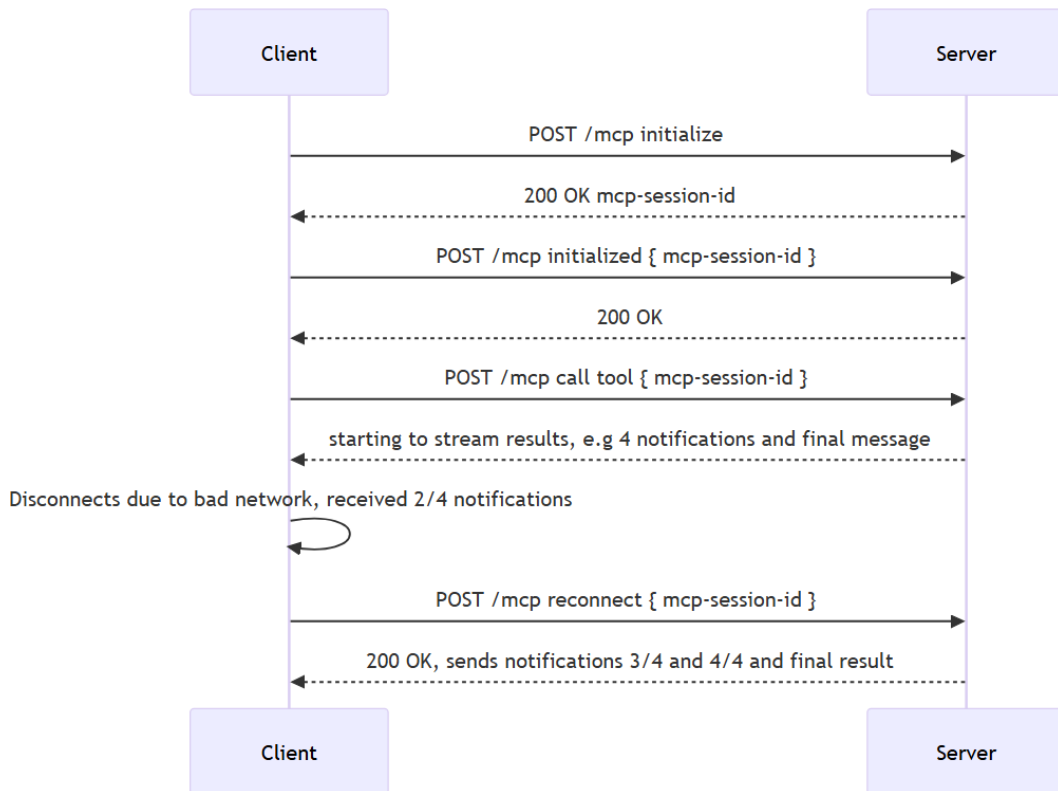 Client
Server
POST /mcp initialize
200 OK mcp-session-id
POST /mcp initialized { mcp-session-id }
200 OK
POST /mcp call tool { mcp-session-id }
starting to stream results, e.g 4 notifications and final message
Disconnects due to bad network, received 2/4 notifications
POST /mcp reconnect { mcp-session-id }
200 OK, sends notifications 3/4 and 4/4 and final result
Client
Server